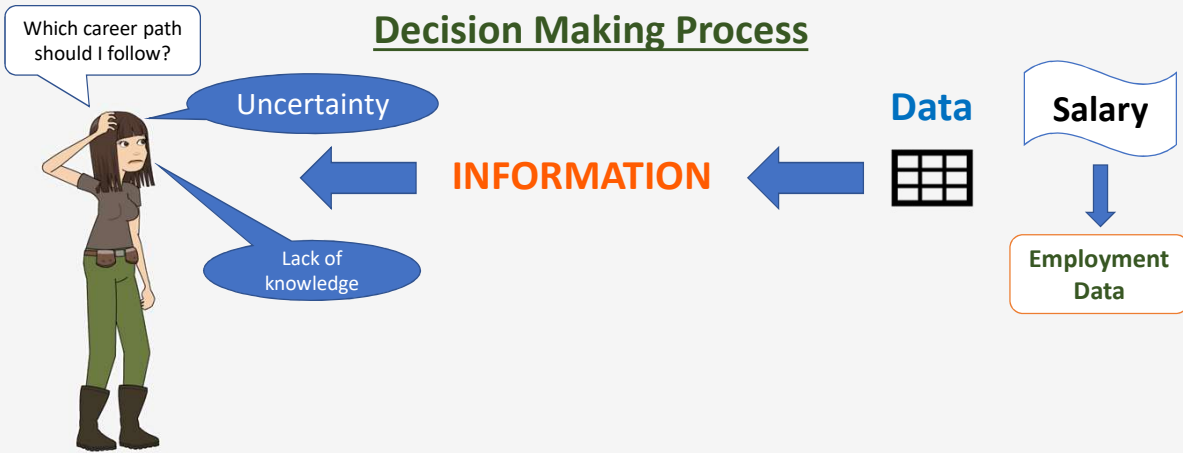 Which career path
should I follow?
Decision Making Process
Uncertainty
Data
Salary
INFORMATION
Lack of
knowledge
Employment
Data